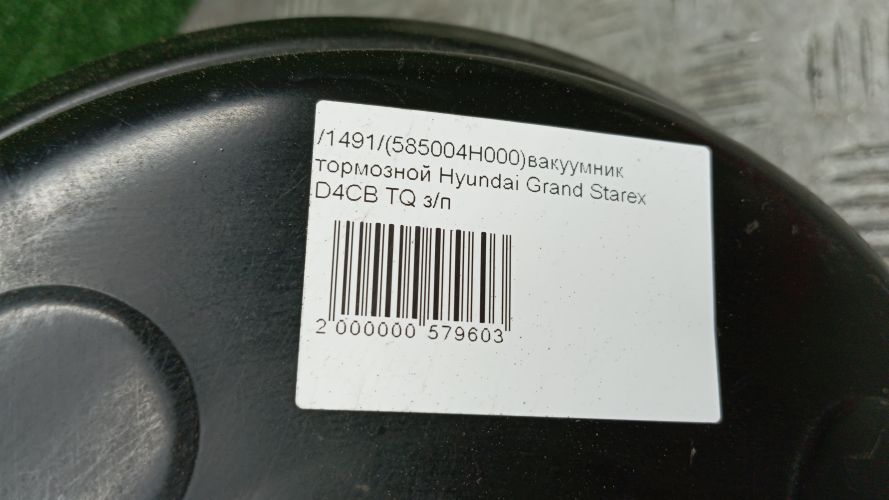 /1491/(585004H000)вакуумник
тормозной Hyundai Grand Starex
D4CB TQ з/п
2 000000 579603